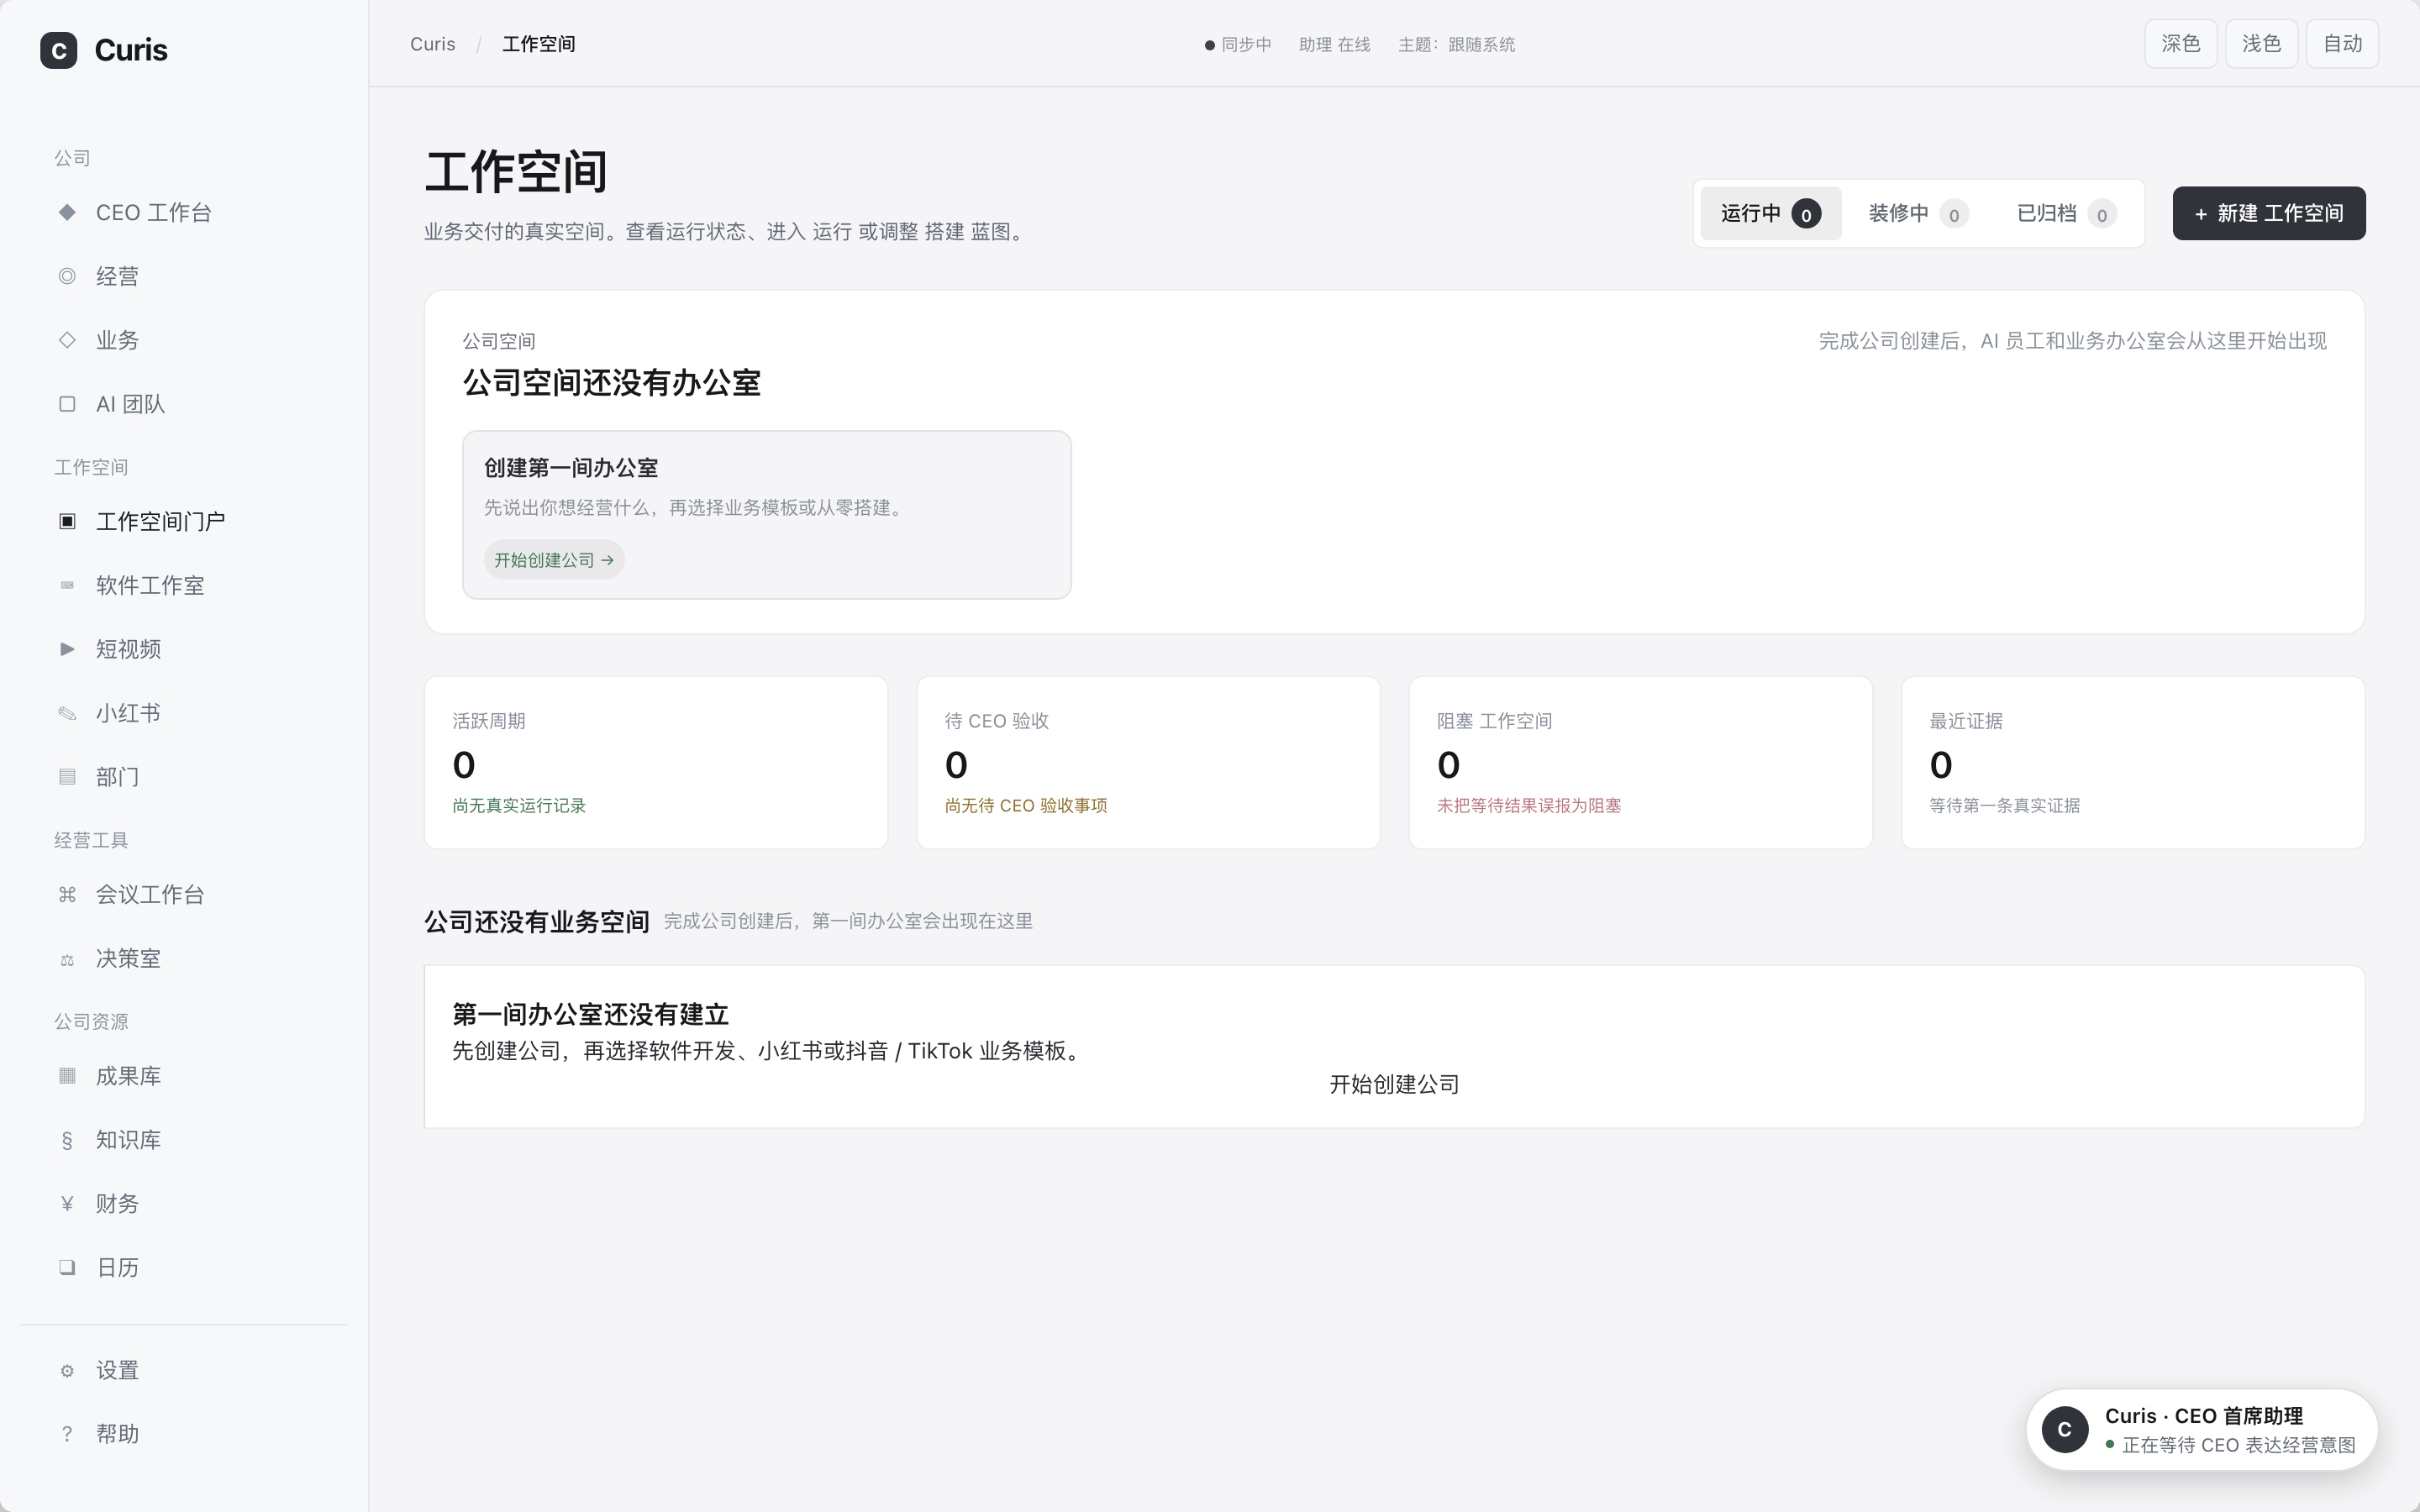 C Curis
公司
CEO 工作台
经营
业务
AI 团队
工作空间
工作空间门户
软件工作室
短视频
小红书
部门
经营工具
会议工作台
决策室
公司资源
成果库
§ 知识库
¥ 财务
日历
设置
? 帮助
Curis / 工作空间
同步中 助理 在线 主题：跟随系统
深色 浅色 自动
工作空间
业务交付的真实空间。查看运行状态、进入 运行 或调整 搭建 蓝图。
运行中 0 装修中 0 已归档 0
+ 新建 工作空间
公司空间
完成公司创建后，AI 员工和业务办公室会从这里开始出现
公司空间还没有办公室
创建第一间办公室
先说出你想经营什么，再选择业务模板或从零搭建。
开始创建公司 →
活跃周期
0
尚无真实运行记录
待 CEO 验收
0
尚无待 CEO 验收事项
阻塞 工作空间
0
未把等待结果误报为阻塞
最近证据
0
等待第一条真实证据
公司还没有业务空间 完成公司创建后，第一间办公室会出现在这里
第一间办公室还没有建立
先创建公司，再选择软件开发、小红书或抖音 / TikTok 业务模板。
开始创建公司
C
Curis · CEO 首席助理
正在等待 CEO 表达经营意图